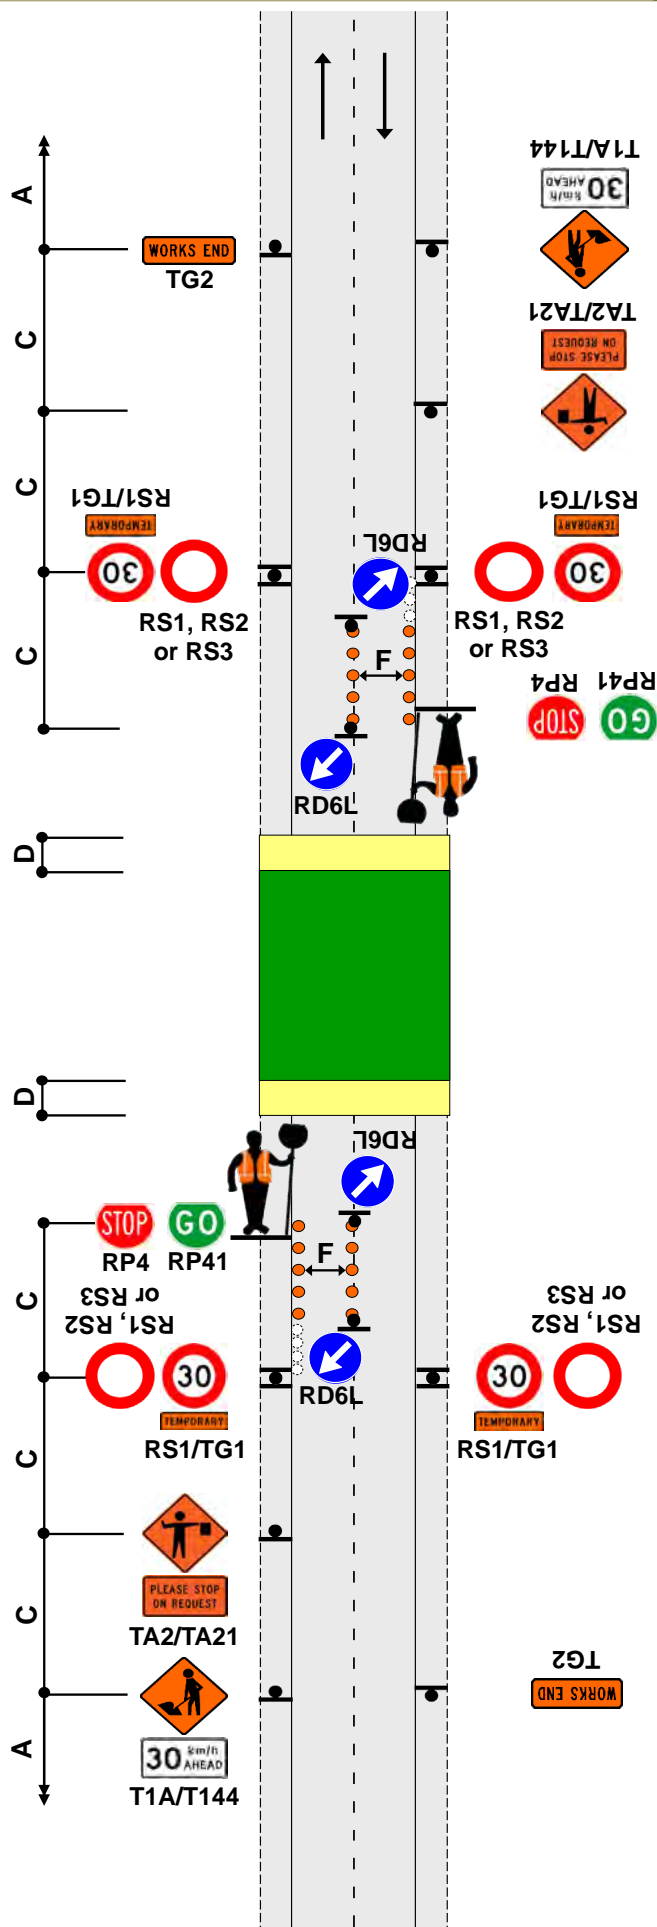 T1A/T144
30 km/h
AHEAD
A
WORKS END
TG2
TA2/TA21
PLEASE STOP
ON REQUEST
C
C
RS1/TG1
TEMPORARY
30
RS1, RS2
or RS3
RD6L
RS1/TG1
TEMPORARY
30
RS1, RS2
or RS3
F
C
RP4
RP41
STOP
GO
RD6L
D
D
RD6L
STOP
GO
RP4
RP41
F
C
RS1, RS2
or RS3
30
TEMPORARY
RS1/TG1
RD6L
RS1, RS2
or RS3
30
TEMPORARY
RS1/TG1
C
PLEASE STOP
ON REQUEST
TA2/TA21
C
TG2
WORKS END
A
30 km/h
AHEAD
T1A/T144